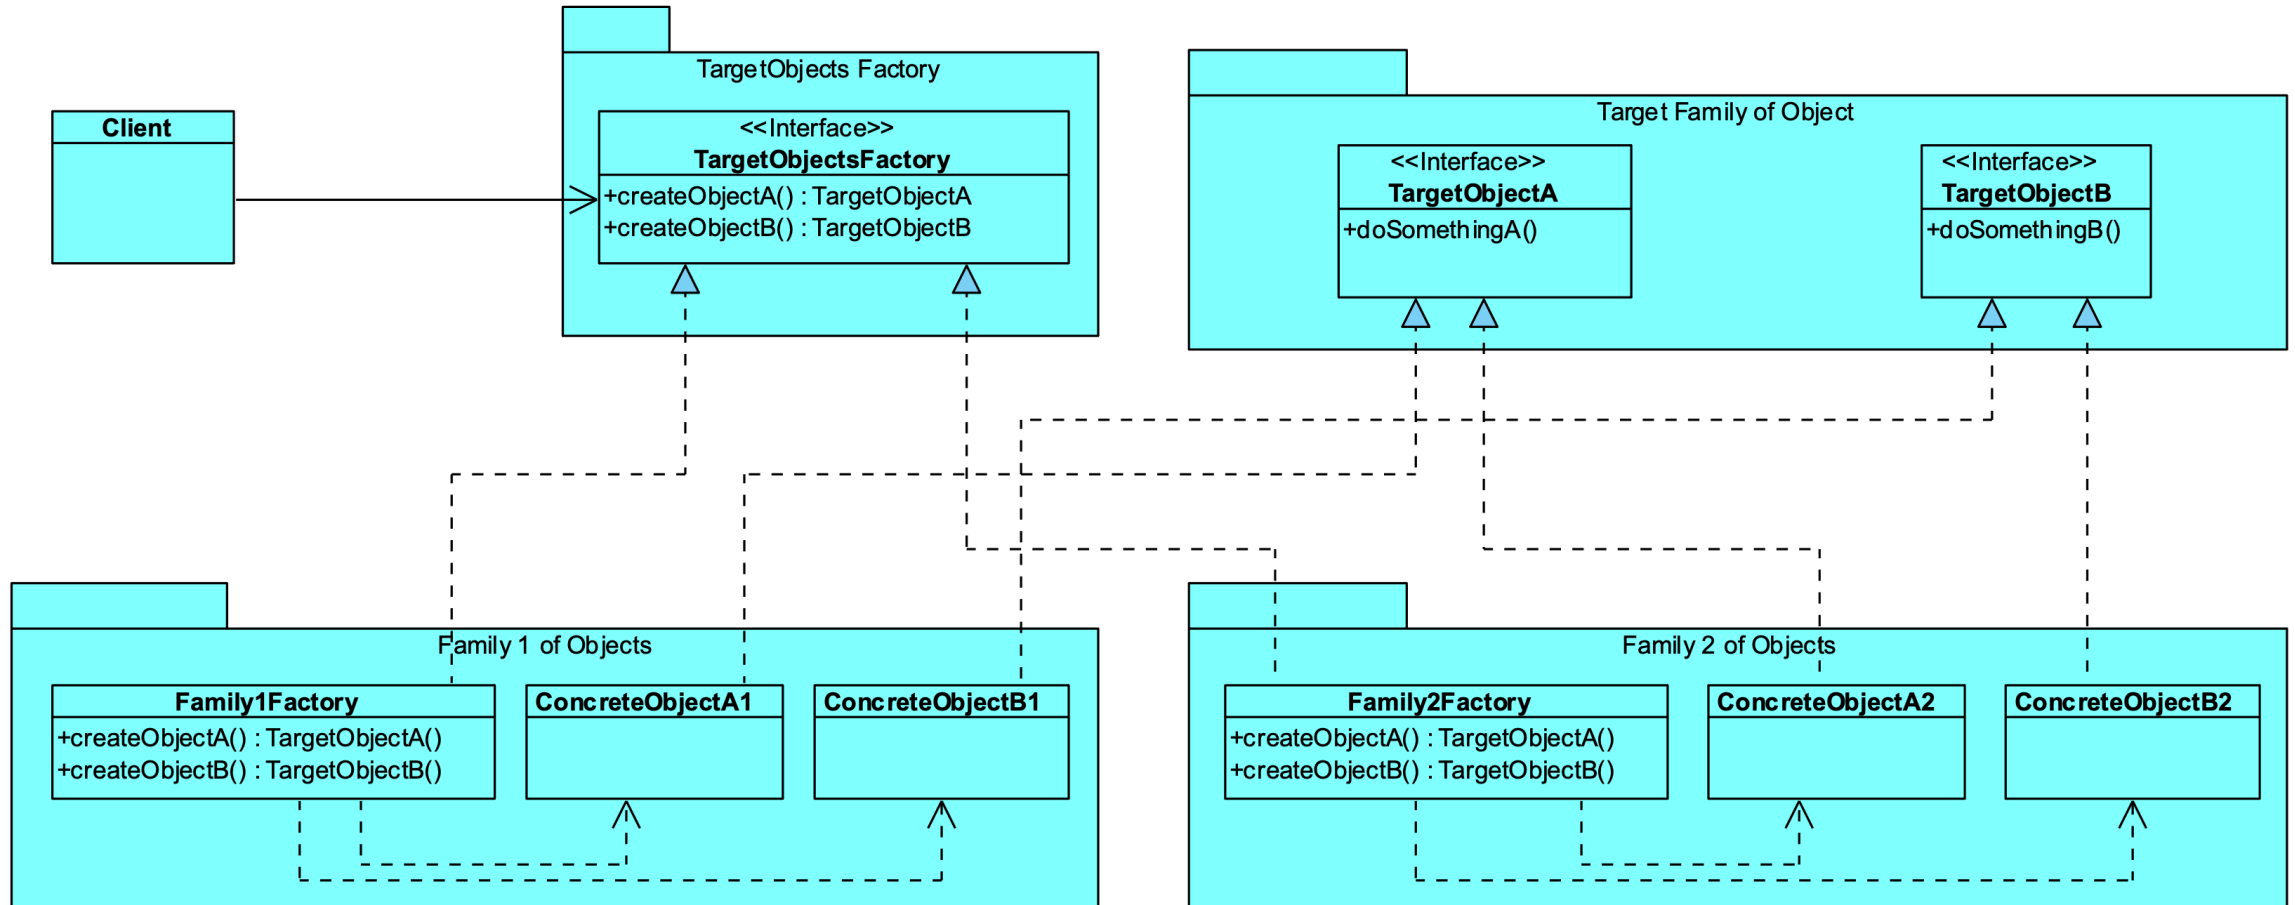 TargetObjects Factory
Client
<<Interface>>
TargetObjectsFactory
+createObjectA() : TargetObjectA
+createObjectB() : TargetObjectB
Target Family of Object
<<Interface>>
TargetObjectA
+doSomethingA()
<<Interface>>
TargetObjectB
+doSomethingB()
Family 1 of Objects
Family1Factory
+createObjectA() : TargetObjectA()
+createObjectB() : TargetObjectB()
ConcreteObjectA1
ConcreteObjectB1
Family 2 of Objects
Family2Factory
+createObjectA() : TargetObjectA()
+createObjectB() : TargetObjectB()
ConcreteObjectA2
ConcreteObjectB2